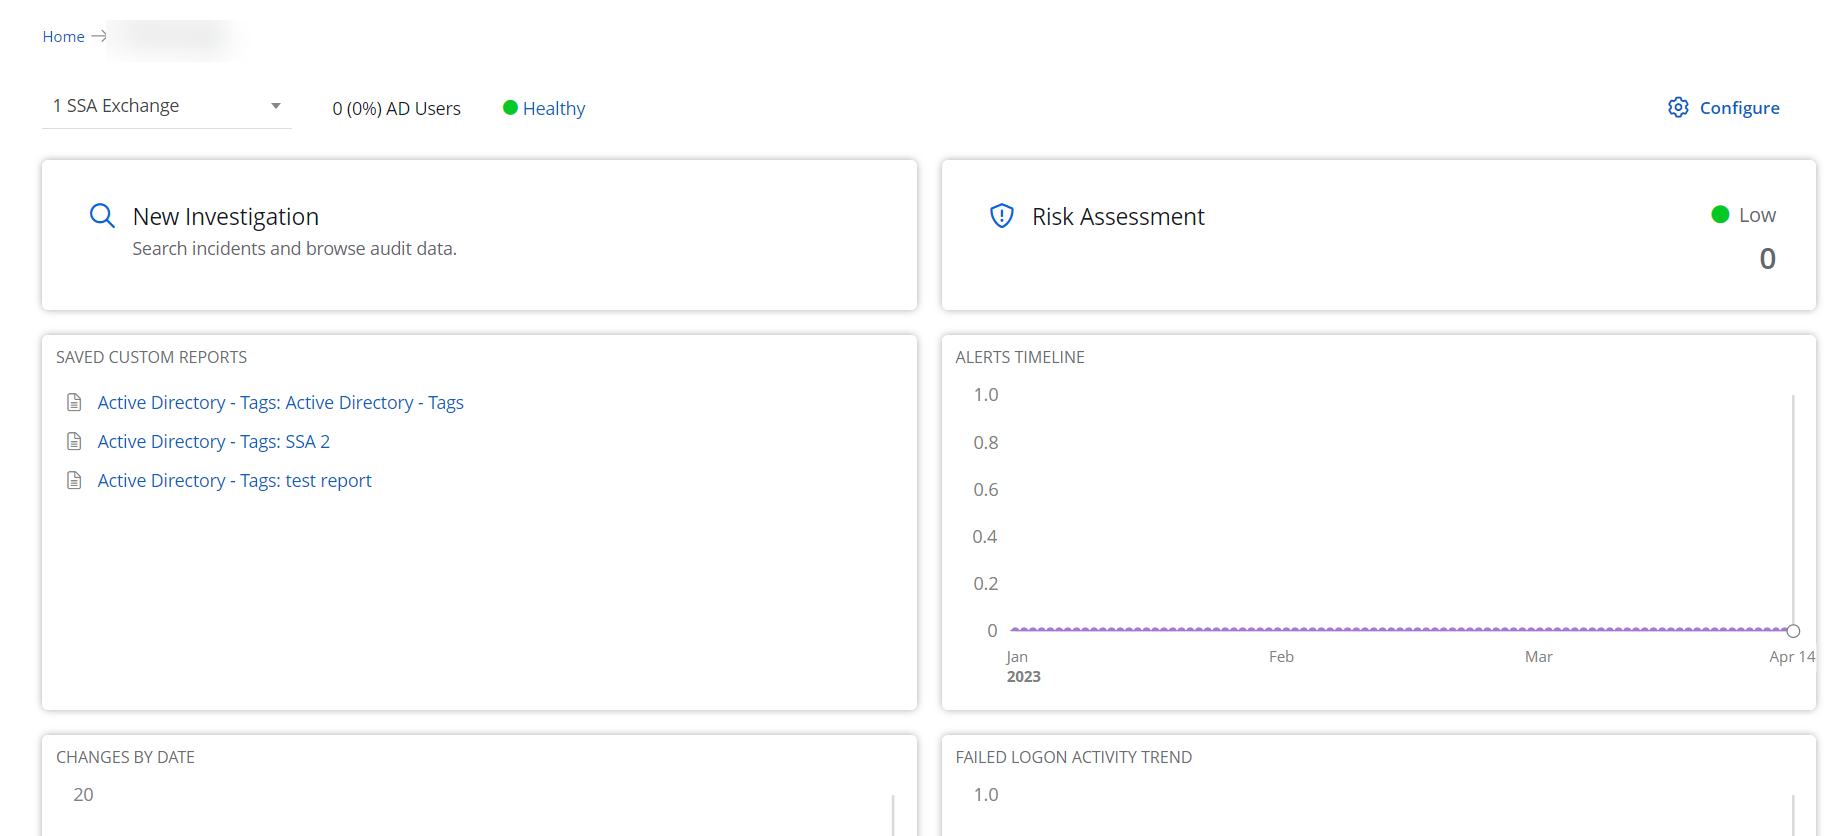 Home
1 SSA Exchange
0 (0%) AD Users
Healthy
Configure
New Investigation
Search incidents and browse audit data.
Risk Assessment
Low
0
SAVED CUSTOM REPORTS
Active Directory - Tags: Active Directory - Tags
Active Directory - Tags: SSA 2
Active Directory - Tags: test report
ALERTS TIMELINE
1.0
0.8
0.6
0.4
0.2
0
Jan Feb Mar Apr 14
2023
CHANGES BY DATE
20
FAILED LOGON ACTIVITY TREND
1.0